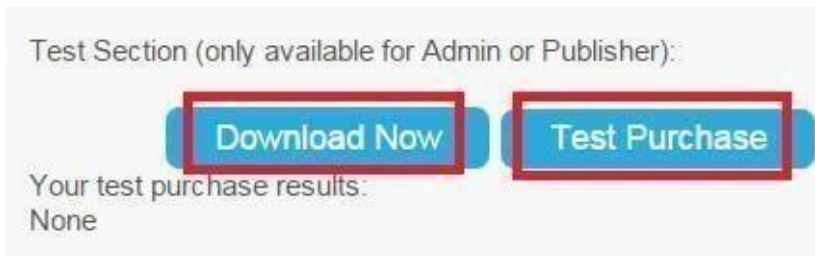 Test Section (only available for Admin or Publisher):
Download Now Test Purchase
Your test purchase results:
None